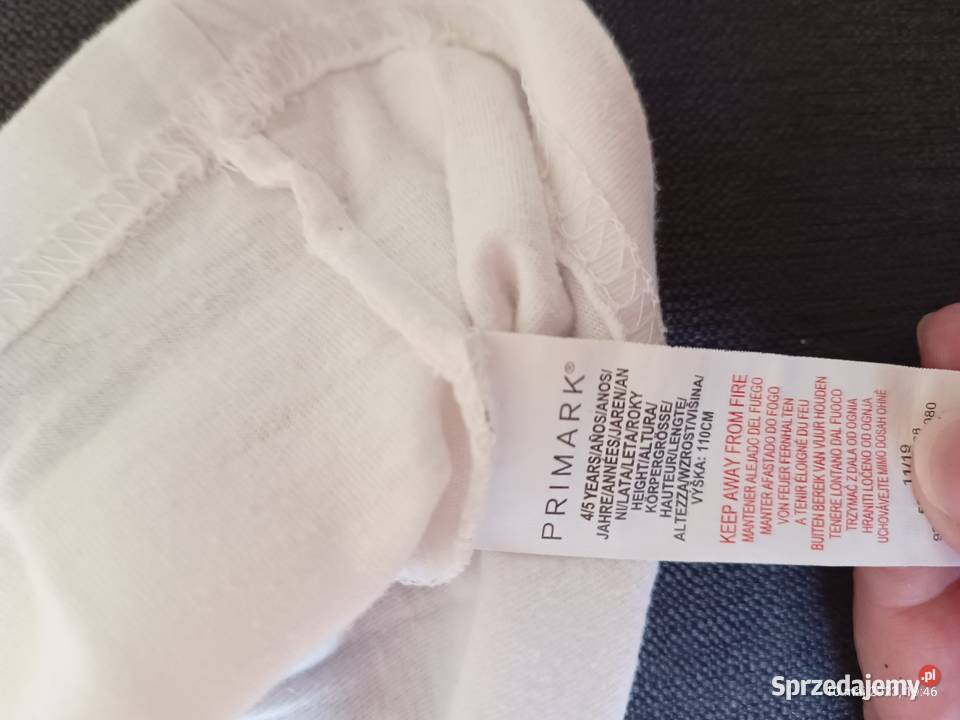 PRIMARK®
4/5 YEARS/AÑOS/ANOS/
JAHRE/ANNÉES/JAREN/AN
NI/LATA/LETA/ROKY
HEIGHT/ALTURA/
KÖRPERGRÖSSE/
HAUTEUR/LENGTE/
ALTEZZA/WZROST/VIŠINA/
VÝŠKA: 110CM
KEEP AWAY FROM FIRE
MANTENER ALEJADO DEL FUEGO
MANTER AFASTADO DO FOGO
VON FEUER FERNHALTEN
A TENIR ÉLOIGNÉ DU FEU
BUITEN BEREIK VAN VUUR HOUDEN
TENERE LONTANO DAL FUOCO
TRZYMAĆ Z DALA OD OGNIA
HRANITI LOČENO OD OGNJA
UCHOVÁVEJTE MIMO DOSAH OHNĚ
11/19
080
Sprzedajemy.pl